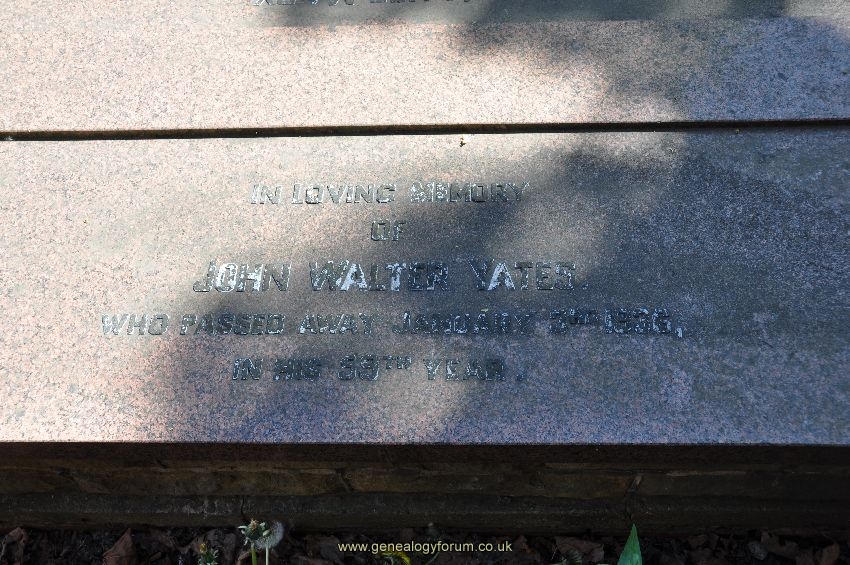 IN LOVING MEMORY
OF
JOHN WALTER YATES.
WHO PASSED AWAY JANUARY
IN HIS YEAR.
www.genealogyforum.co.uk